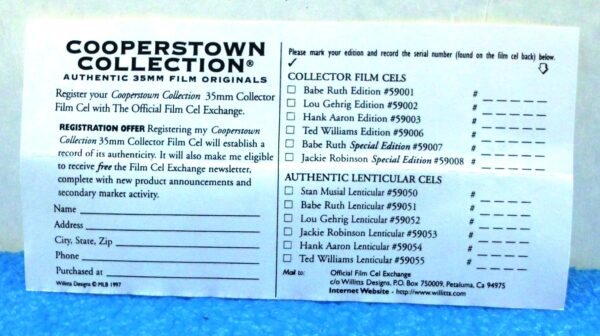 COOPERSTOWN
COLLECTION®
AUTHENTIC 35MM FILM ORIGINALS
Register your Cooperstown Collection 35mm Collector
Film Cel with The Official Film Cel Exchange.
REGISTRATION OFFER Registering my Cooperstown
Collection 35mm Collector Film Cel will establish a
record of its authenticity. It will also make me eligible
to receive free the Film Cel Exchange newsletter,
complete with new product announcements and
secondary market activity.
Name
Address
City, State, Zip
Phone
Purchased at
Willitts Designs © MLB 1997
Please mark your edition and record the serial number (found on the film cel back) below.
✓
COLLECTOR FILM CELS
☐ Babe Ruth Edition #59001 # _ _ _ _ _
☐ Lou Gehrig Edition #59002 # _ _ _ _ _
☐ Hank Aaron Edition #59003 # _ _ _ _ _
☐ Ted Williams Edition #59006 # _ _ _ _ _
☐ Babe Ruth Special Edition #59007 # _ _ _ _ _
☐ Jackie Robinson Special Edition #59008 # _ _ _ _ _
AUTHENTIC LENTICULAR CELS
☐ Stan Musial Lenticular #59050 # _ _ _ _ _
☐ Babe Ruth Lenticular #59051 # _ _ _ _ _
☐ Lou Gehrig Lenticular #59052 # _ _ _ _ _
☐ Jackie Robinson Lenticular #59053 # _ _ _ _ _
☐ Hank Aaron Lenticular #59054 # _ _ _ _ _
☐ Ted Williams Lenticular #59055 # _ _ _ _ _
Mail to: Official Film Cel Exchange
c/o Willitts Designs, P.O. Box 750009, Petaluma, Ca 94975
Internet Website - http://www.willitts.com